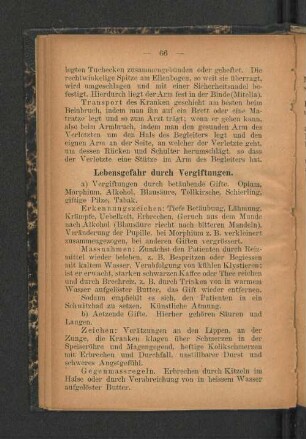 — 66 —
legten Tuchecken zusammengebunden oder geheftet. Die
rechtwinkelige Spitze am Ellenbogen, so weit sie überragt,
wird umgeschlagen und mit einer Sicherheitsnadel be-
festigt. Hierdurch liegt der Arm fest in der Binde (Mitella).
Transport des Kranken geschieht am besten beim
Beinbruch, indem man ihn auf ein Brett oder eine Ma-
tratze legt und so zum Arzt trägt; wenn er gehen kann,
also beim Armbruch, indem man den gesunden Arm des
Verletzten um den Hals des Begleiters legt und den
eignen Arm an der Seite, an welcher der Verletzte geht,
um dessen Rücken und Schulter herumschlägt, so dass
der Verletzte eine Stütze in Arm des Begleiters hat.
Lebensgefahr durch Vergiftungen.
a) Vergiftungen durch betäubende Gifte. Opium,
Morphium, Alkohol, Blausäure, Tollkirsche, Schierling,
giftige Pilze, Tabak.
Erkennungszeichen: Tiefe Betäubung, Lähmung,
Krämpfe, Uebelkeit, Erbrechen, Geruch aus dem Munde
nach Alkohol (Blausäure riecht nach bitteren Mandeln),
Veränderung der Pupille, bei Morphium z. B. verkleinert
zusammengezogen, bei anderen Giften vergrössert.
Massnahmen: Zunächst den Patienten durch Reiz-
mittel wieder beleben, z. B. Bespritzen oder Begiessen
mit kaltem Wasser, Verabfolgung von kühlen Klystieren;
ist er erwacht, starken schwarzen Kaffee oder Thee reichen
und durch Brechreiz, z. B. durch Trinken von in warmem
Wasser aufgelöster Butter, das Gift wieder entfernen.
Sodann empfiehlt es sich, den Patienten in ein
Schwitzbad zu setzen. Künstliche Atmung.
b) Aetzende Gifte. Hierher gehören Säuren und
Laugen.
Zeichen: Verätzungen an den Lippen, an der
Zunge, die Kranken klagen über Schmerzen in der
Speiseröhre und Magengegend, heftige Kolikschmerzen
mit Erbrechen und Durchfall, unstillbarer Durst und
schweres Angstgefühl.
Gegenmassregeln. Erbrechen durch Kitzeln im
Halse oder durch Verabreichung von in heissem Wasser
aufgelöster Butter.